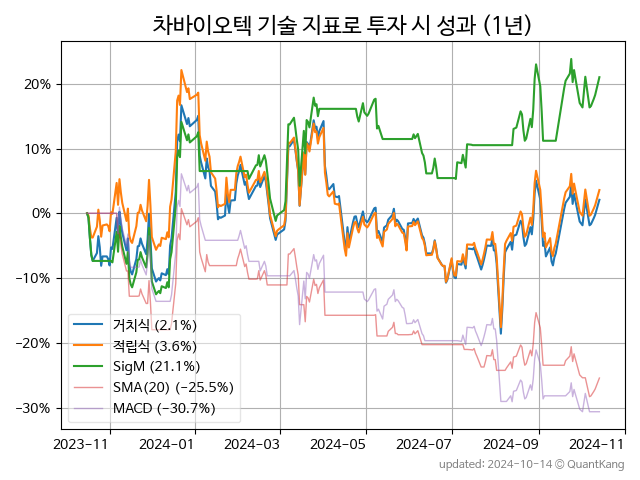 차바이오텍 기술 지표로 투자 시 성과 (1년)
20%
10%
0%
−10%
−20%
−30%
거치식 (2.1%)
적립식 (3.6%)
SigM (21.1%)
SMA(20) (−25.5%)
MACD (−30.7%)
2023-11 2024-01 2024-03 2024-05 2024-07 2024-09 2024-11
updated: 2024-10-14 © QuantKang